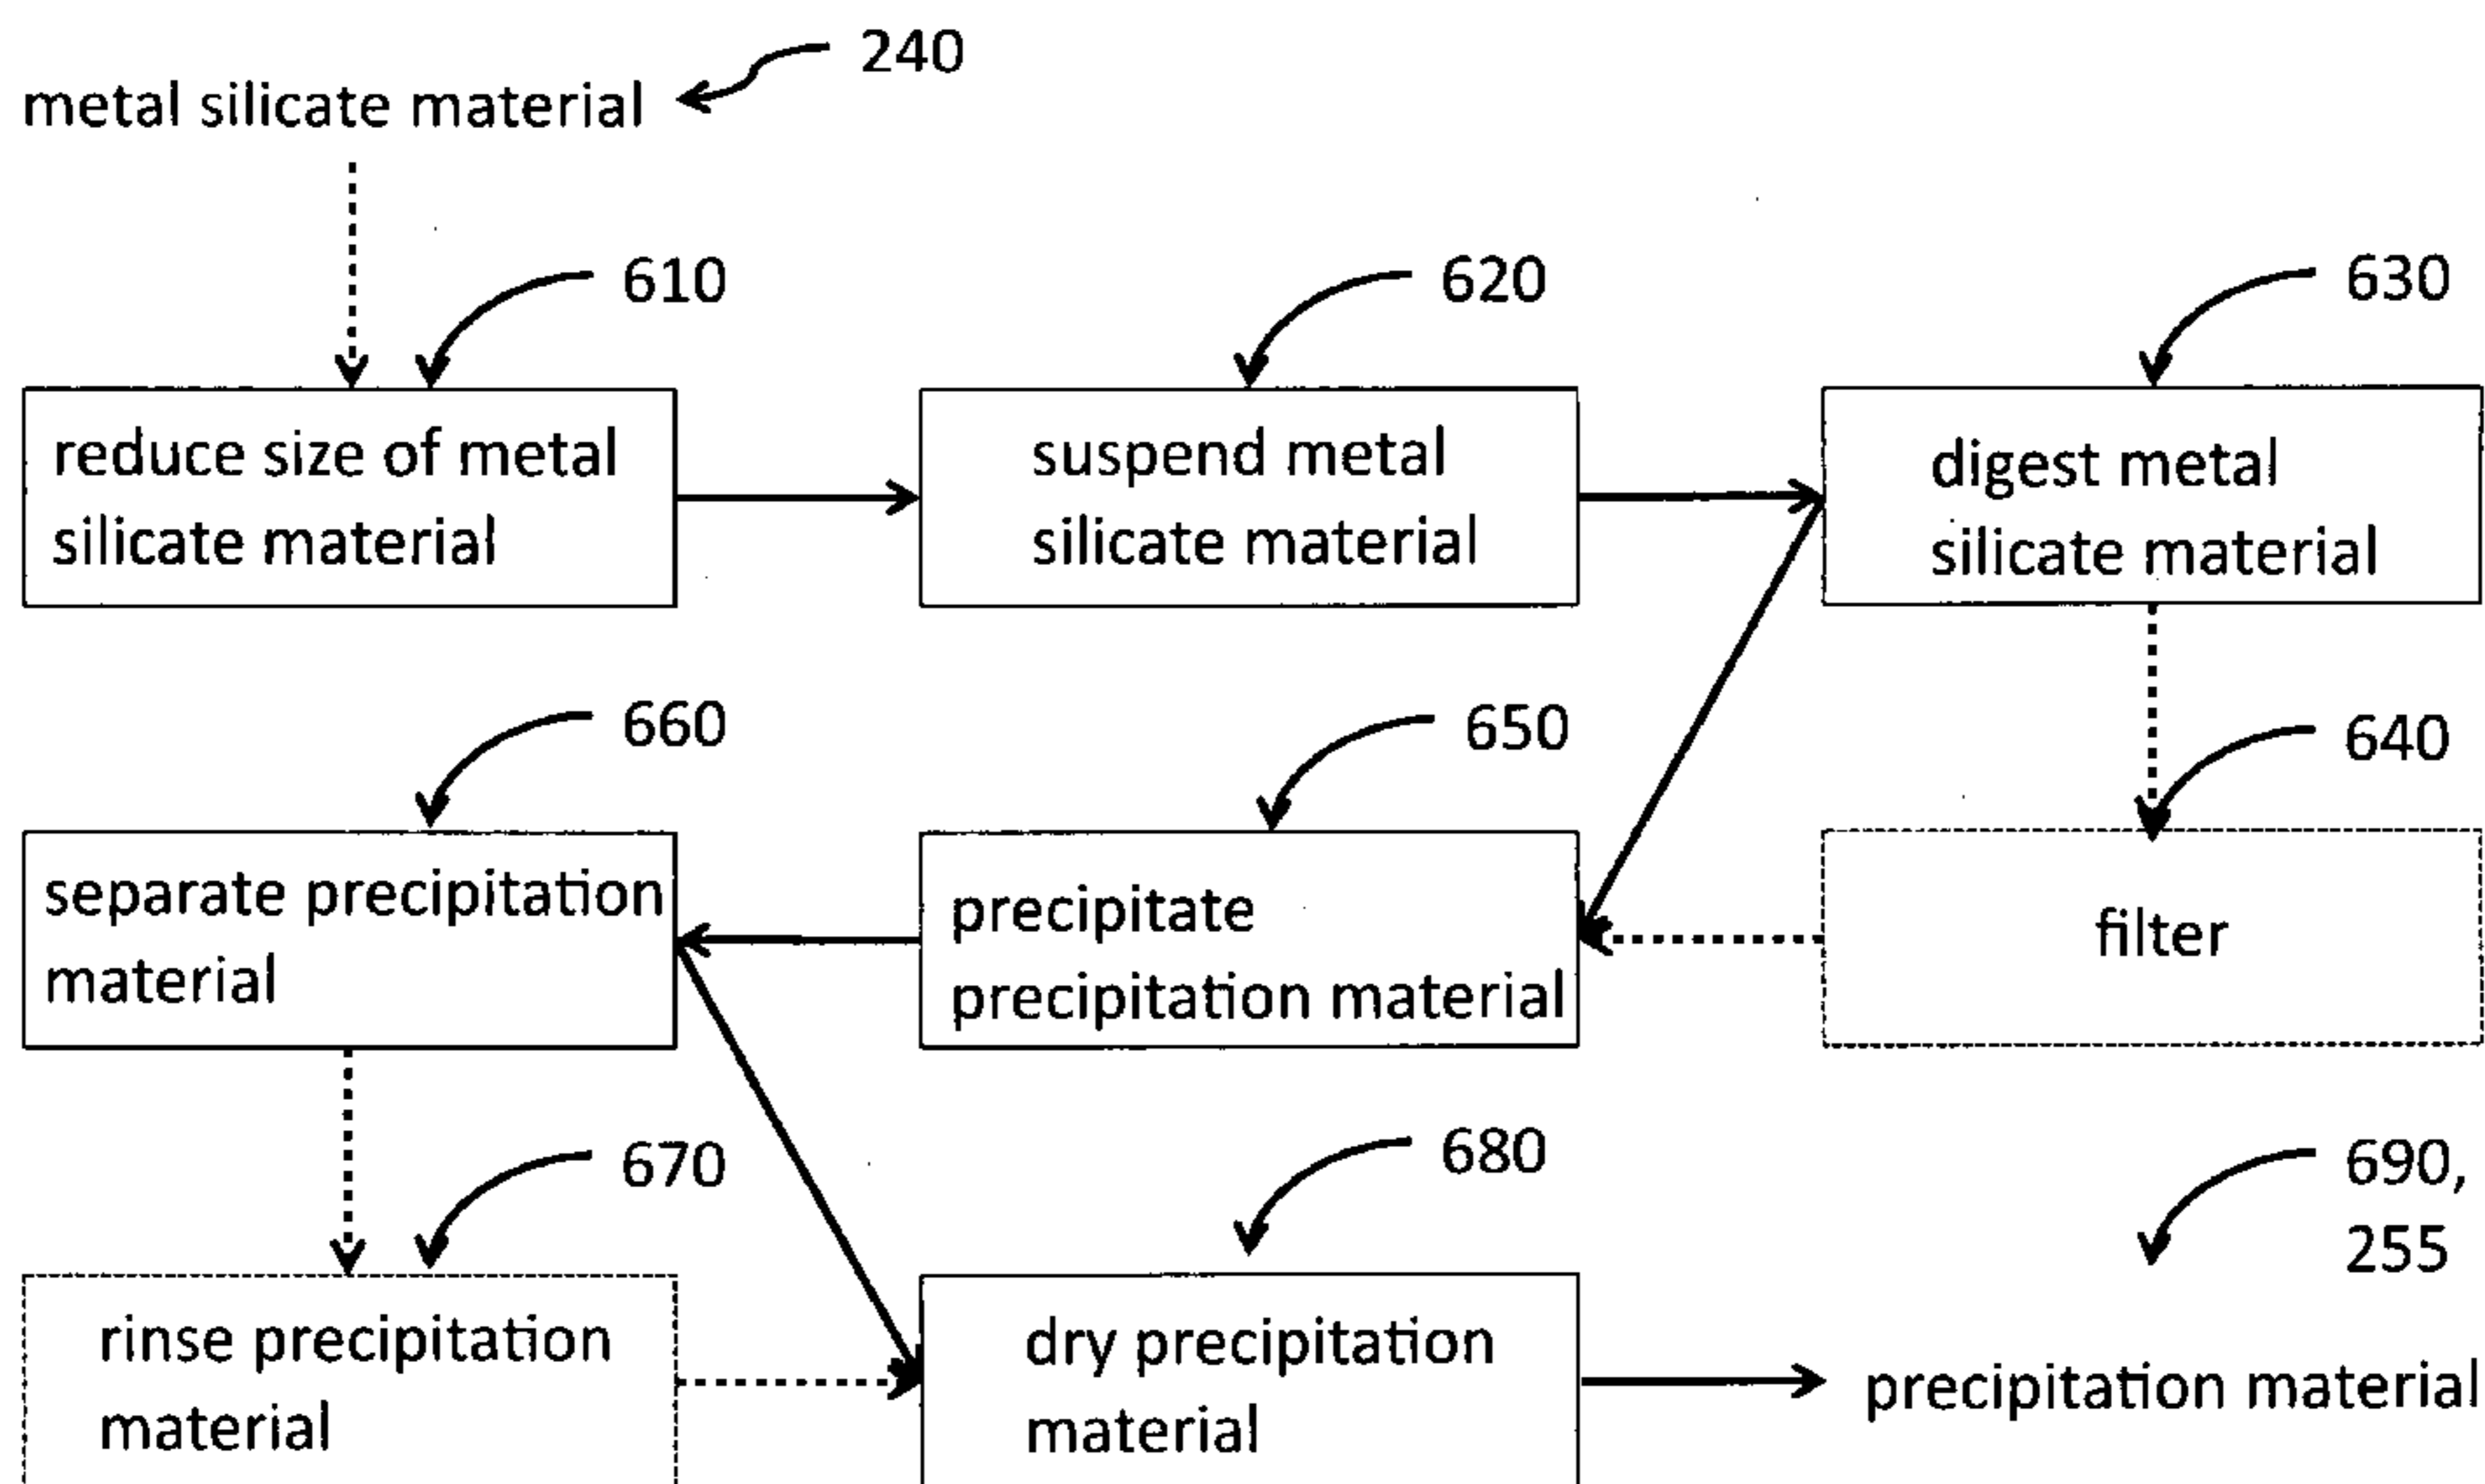 240
metal silicate material
610
620
630
reduce size of metal
silicate material
suspend metal
silicate material
digest metal
silicate material
660
650
640
separate precipitation
material
precipitate
precipitation material
filter
670
680
690,
255
rinse precipitation
material
dry precipitation
material
precipitation material